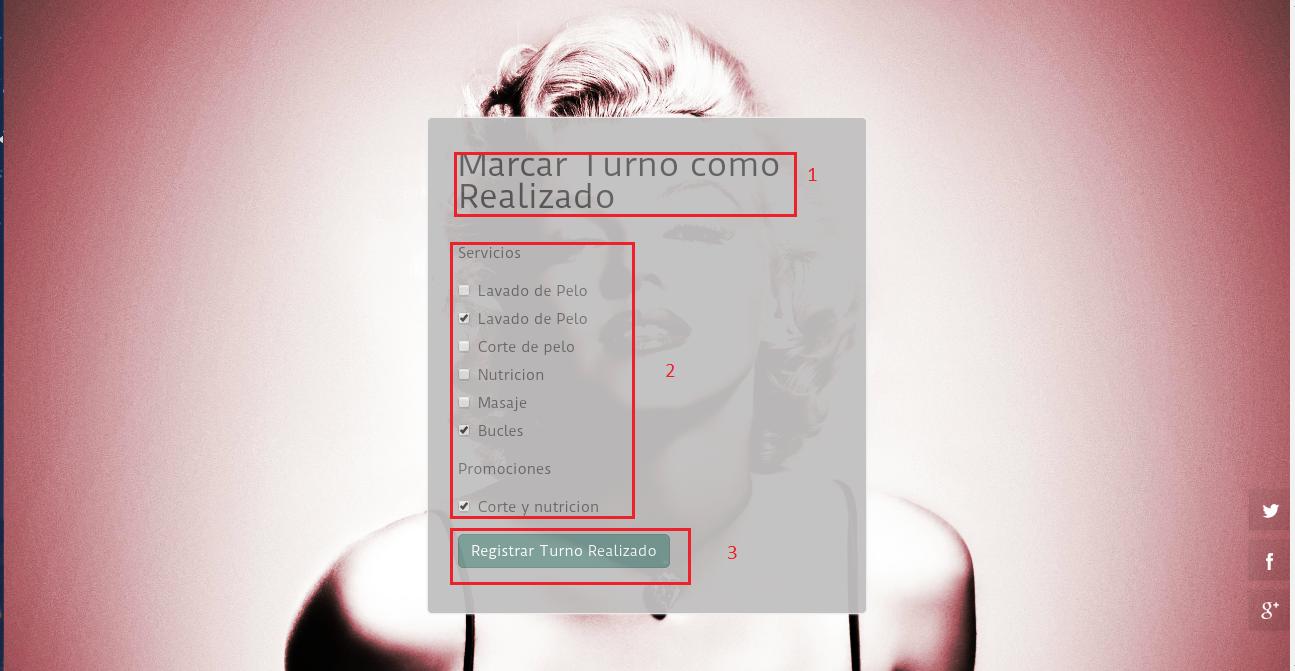 Marcar Turno como
Realizado
1
Servicios
Lavado de Pelo
Lavado de Pelo
Corte de pelo
Nutricion
Masaje
Bucles
2
Promociones
Corte y nutricion
Registrar Turno Realizado
3
f
g+